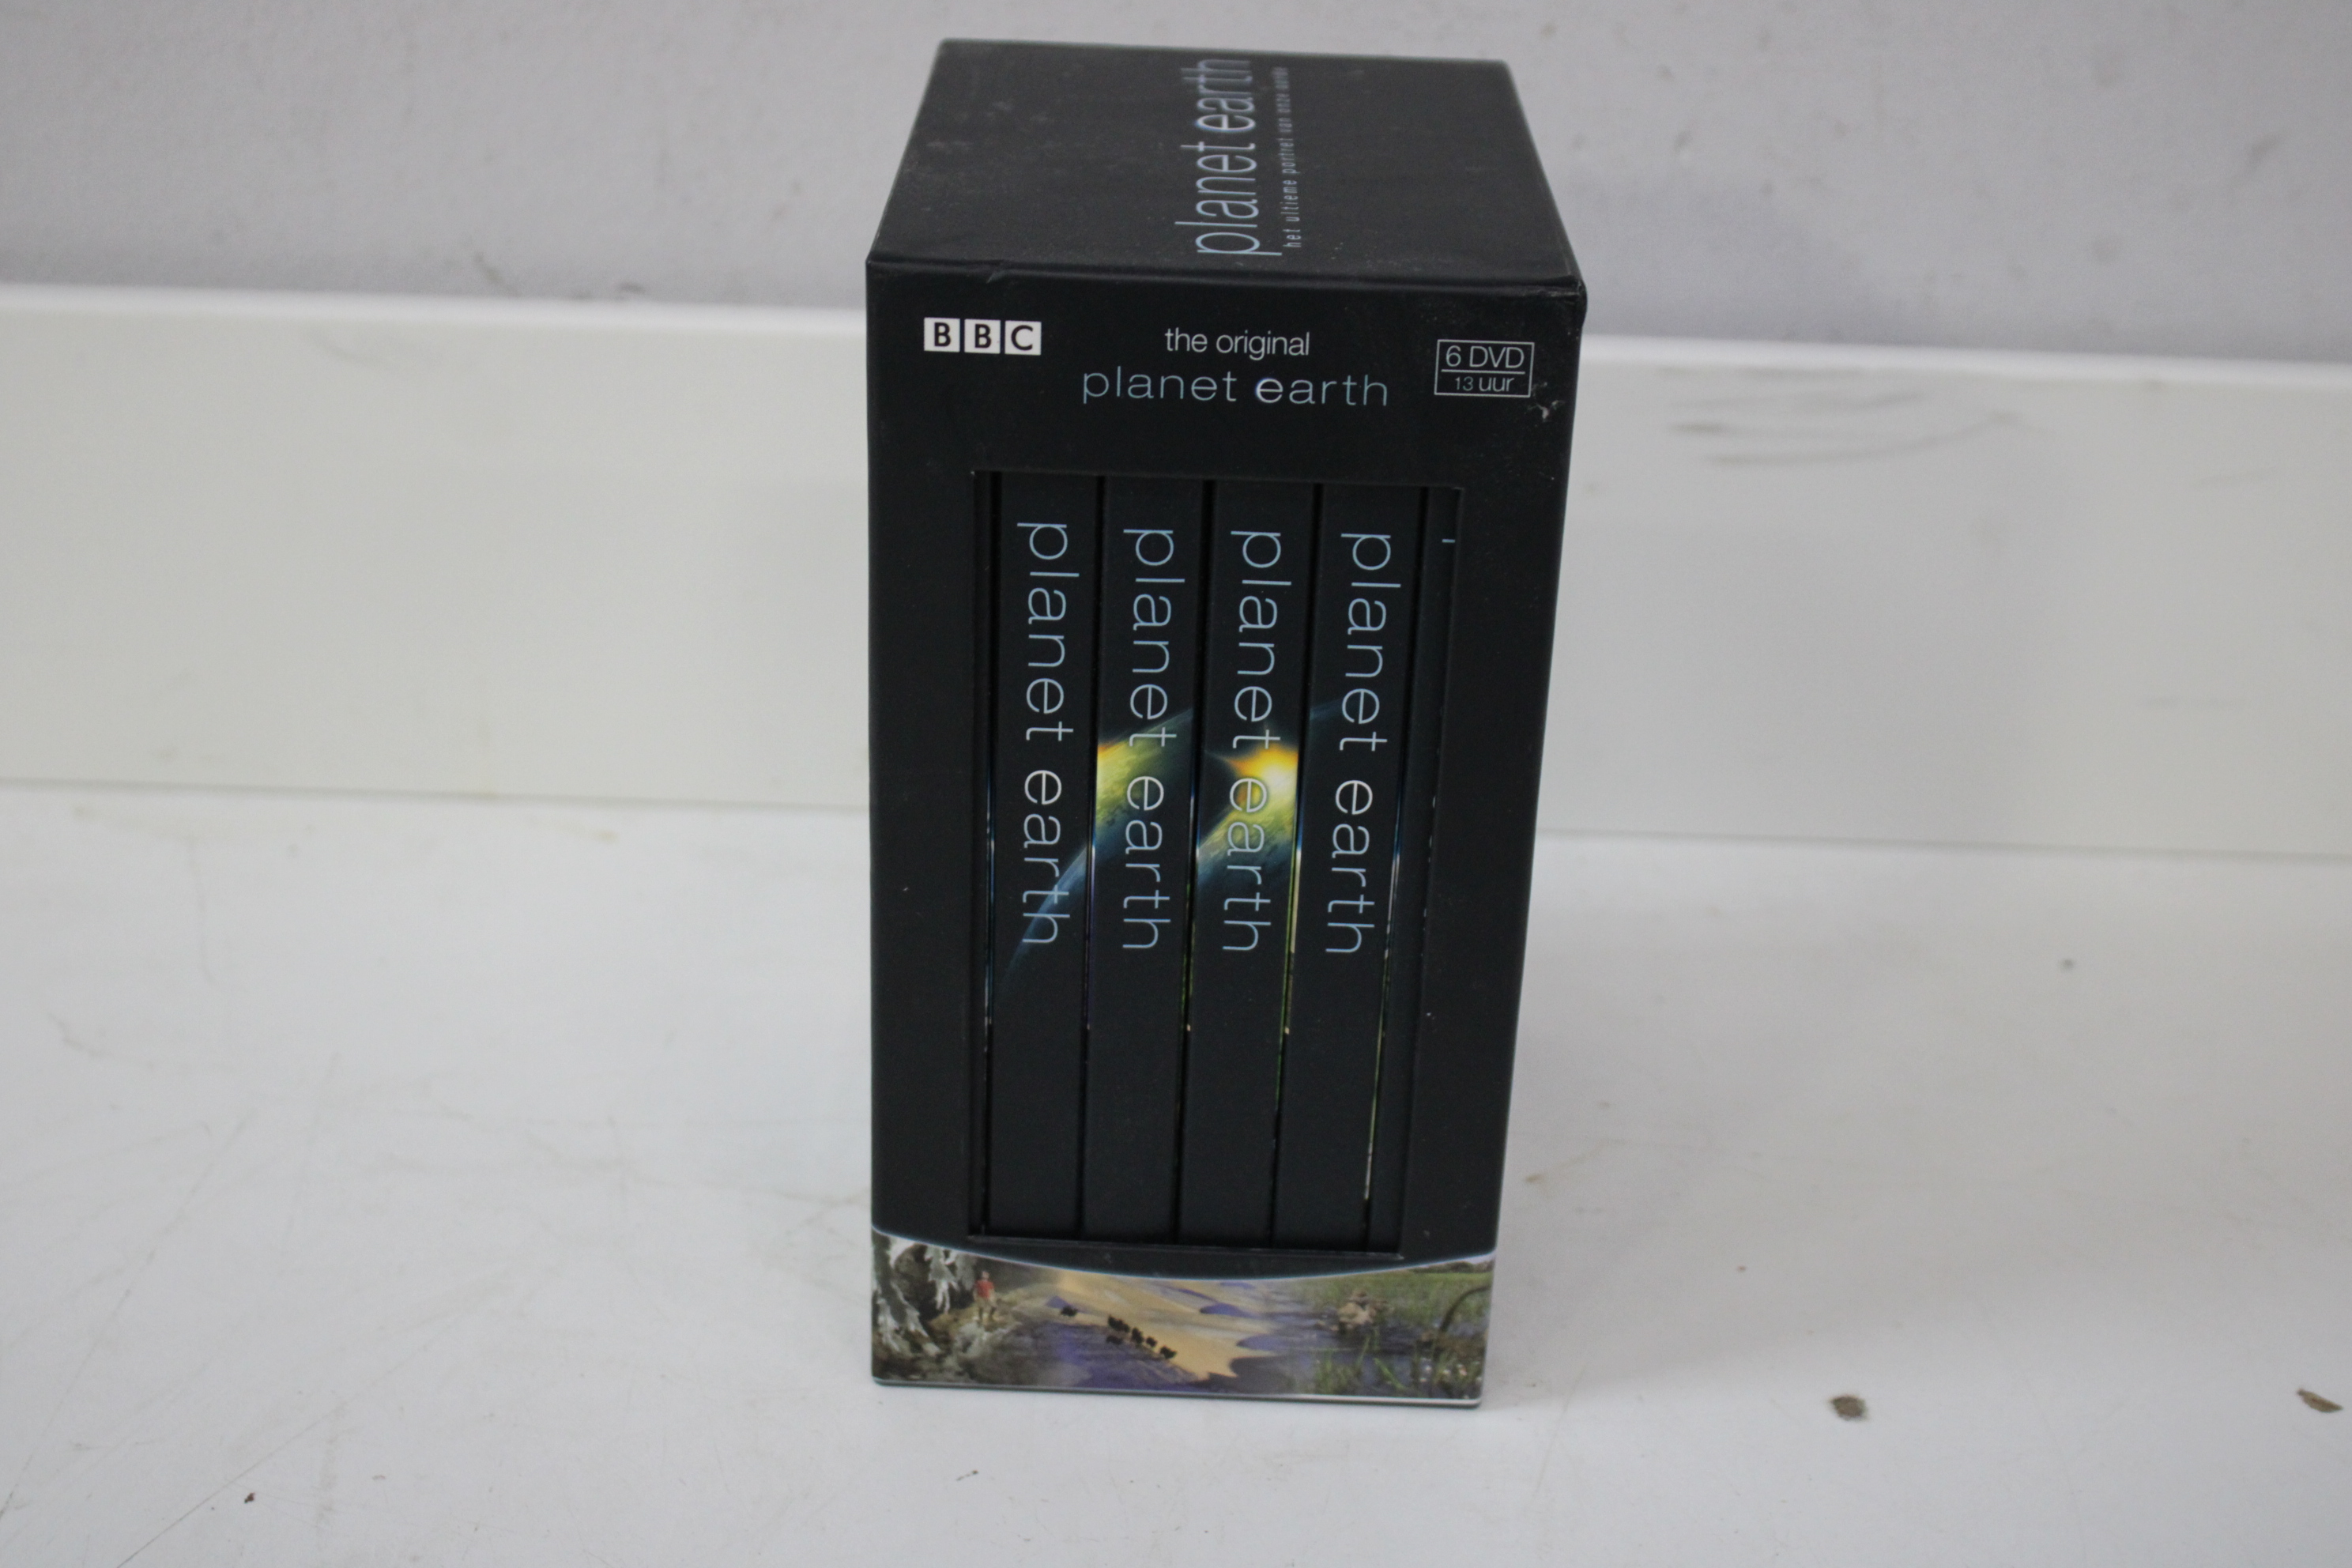 planet earth
het ultieme portret van onze aarde
BBC
the original
planet earth
6 DVD
13 uur
planet earth
planet earth
planet earth
planet earth